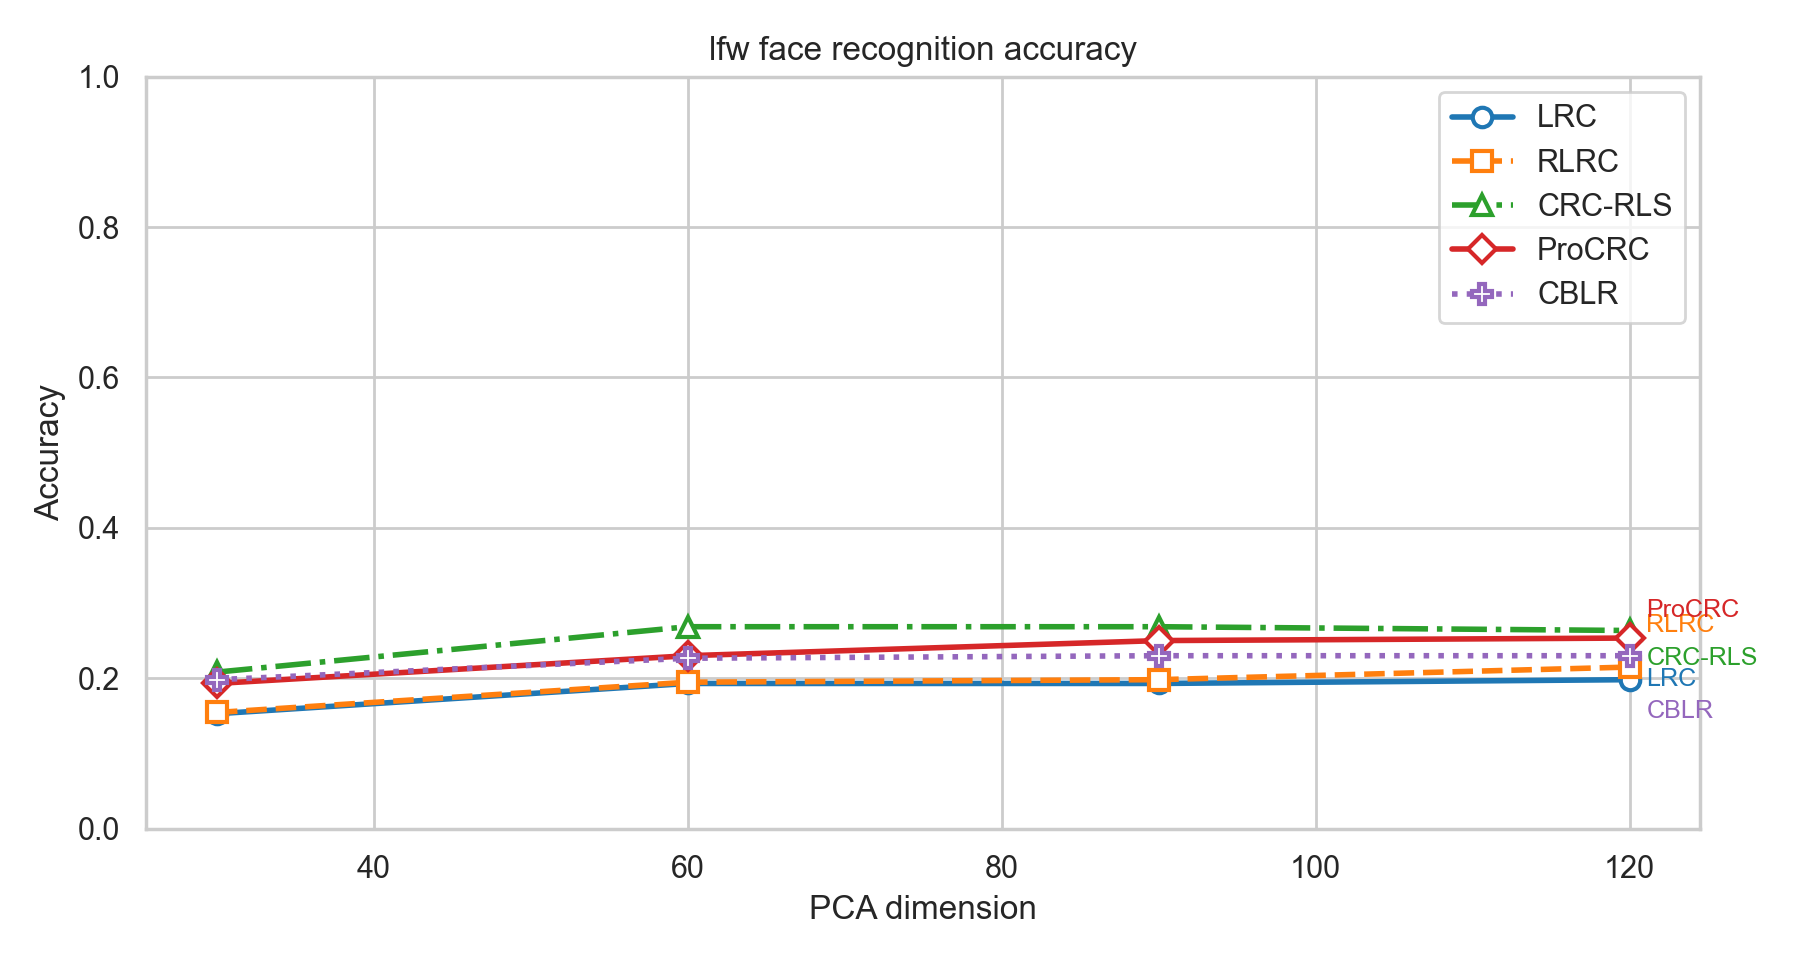 lfw face recognition accuracy
1.0
0.8
0.6
0.4
0.2
0.0
Accuracy
LRC
RLRC
CRC-RLS
ProCRC
CBLR
ProCRC
RLRC
CRC-RLS
LRC
CBLR
40
60
80
100
120
PCA dimension